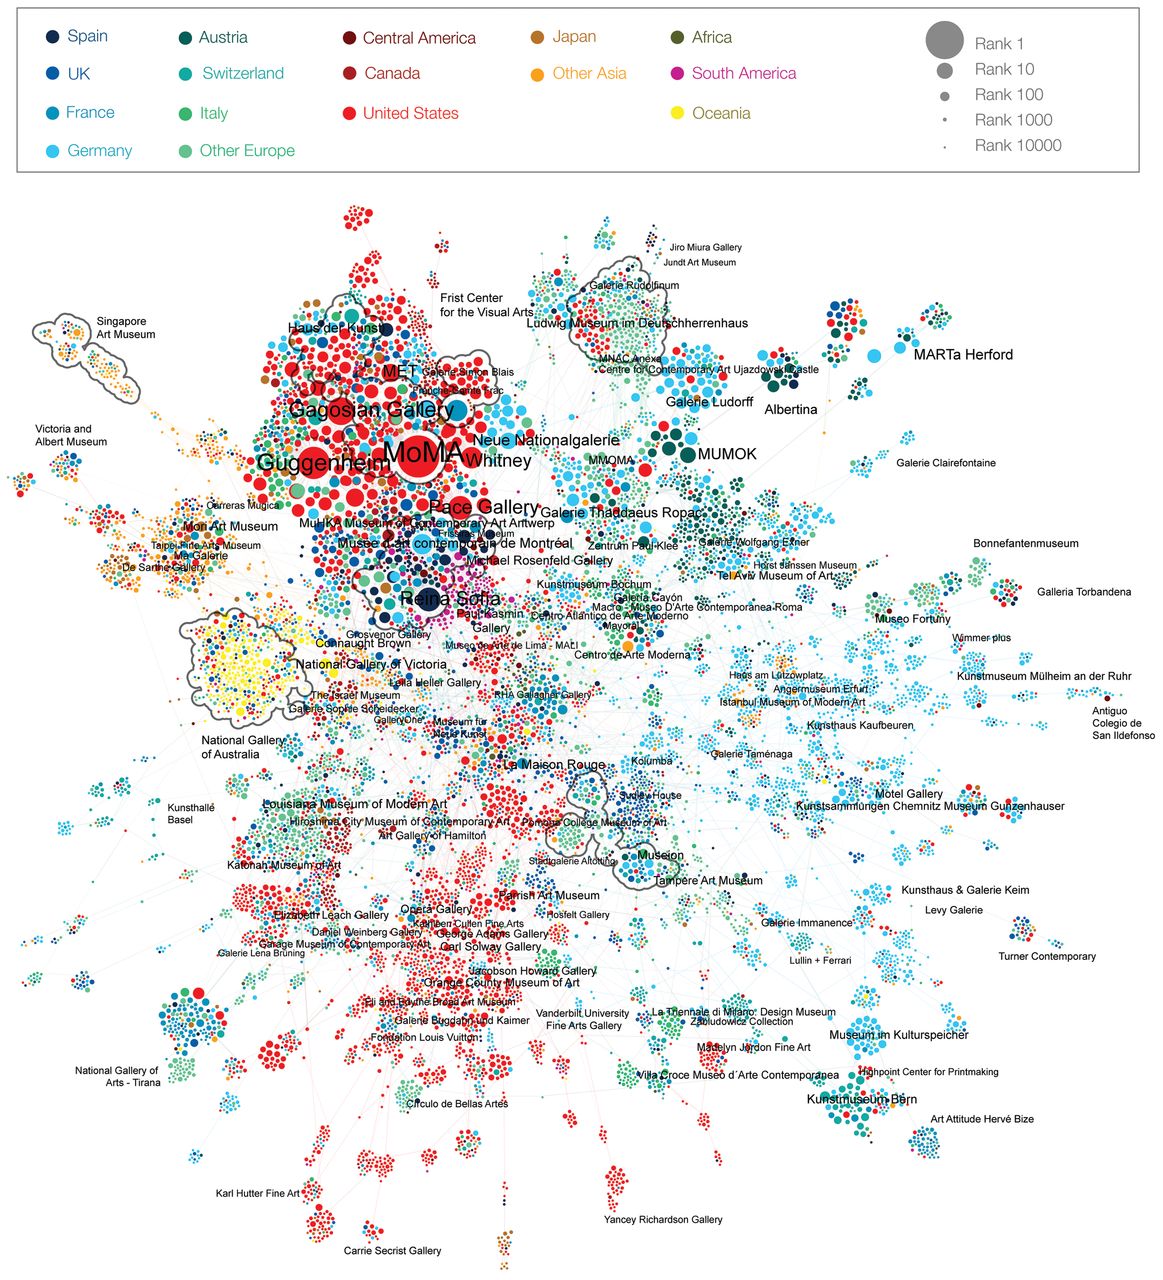 Spain
Austria
Central America
Japan
Africa
Rank 1
UK
Switzerland
Canada
Other Asia
South America
Rank 10
France
Italy
United States
Oceania
Rank 100
Germany
Other Europe
Rank 1000
Rank 10000
Jiro Miura Gallery
Jundt Art Museum
Galerie Rudolfinum
Frist Center
for the Visual Arts
Singapore
Art Museum
Haus der Kunst
Ludwig Museum im Deutschherrenhaus
MARTa Herford
MNAC Anexa
Centre for Contemporary Art Ujazdowski Castle
MET
Galerie Simon Blais
Franche-Comte Frac
Galerie Ludorff
Albertina
Gagosian Gallery
Victoria and
Albert Museum
MoMA
Neue Nationalgalerie
Whitney
Guggenheim
MMOMA
MUMOK
Galerie Clairefontaine
Carreras Mugica
Pace Gallery
Galerie Thaddaeus Ropac
Mori Art Museum
MuHKA Museum of Contemporary Art Antwerp
Musée d'art contemporain de Montréal
Zentrum Paul Klee
Galerie Wolfgang Exner
Bonnefantenmuseum
Taipei Fine Arts Museum
Ma Galerie
De Sarthe Gallery
Michael Rosenfeld Gallery
Horst Janssen Museum
Tel Aviv Museum of Art
Kunstmuseum Bochum
Galleria Torbandena
Reina Sofia
Galería Cayón
Macro - Museo D'Arte Contemporanea Roma
Paul Kasmin
Gallery
Centro Atlantico de Arte Moderno
Mayoral
Museo Fortuny
Grosvenor Gallery
Connaught Brown
Museo de Arte de Lima - MALI
Centro de Arte Moderna
Wimmer plus
National Gallery of Victoria
Haus am Lützowplatz
Kunstmuseum Mülheim an der Ruhr
Leila Heller Gallery
Angermuseum Erfurt
The Israel Museum
RHA Gallagher Gallery
Istanbul Museum of Modern Art
Galerie Sophie Scheidecker
GalleryOne
Museum für
Neue Kunst
Kunsthaus Kaufbeuren
Antiguo
Colegio de
San Ildefonso
National Gallery
of Australia
Galerie Taménaga
La Maison Rouge
Kolumba
Motel Gallery
Kunsthalle
Basel
Louisiana Museum of Modern Art
Kunstsammlungen Chemnitz Museum Gunzenhauser
Hiroshima City Museum of Contemporary Art
Pomona College Museum of Art
Art Gallery of Hamilton
Katonah Museum of Art
Stadtgalerie Altötting
Museion
Tampere Art Museum
Kunsthaus & Galerie Keim
Parrish Art Museum
Opera Gallery
Levy Galerie
Elizabeth Leach Gallery
Hosfelt Gallery
Kathleen Cullen Fine Arts
Galerie Immanence
Daniel Weinberg Gallery
George Adams Gallery
Garage Museum of Contemporary Art
Carl Solway Gallery
Galerie Lena Brüning
Turner Contemporary
Lullin + Ferrari
Jacobson Howard Gallery
Orange County Museum of Art
Eli and Edythe Broad Art Museum
Vanderbilt University
Fine Arts Gallery
La Triennale di Milano: Design Museum
Zabludowicz Collection
Galerie Bugdahn und Kaimer
Fondation Louis Vuitton
Museum im Kulturspeicher
Madelyn Jordon Fine Art
National Gallery of
Arts - Tirana
Villa Croce Museo d´Arte Contemporanea
Highpoint Center for Printmaking
Círculo de Bellas Artes
Kunstmuseum Bern
Art Attitude Hervé Bize
Karl Hutter Fine Art
Yancey Richardson Gallery
Carrie Secrist Gallery